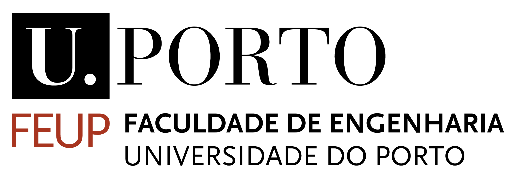 U. PORTO
FEUP FACULDADE DE ENGENHARIA
UNIVERSIDADE DO PORTO